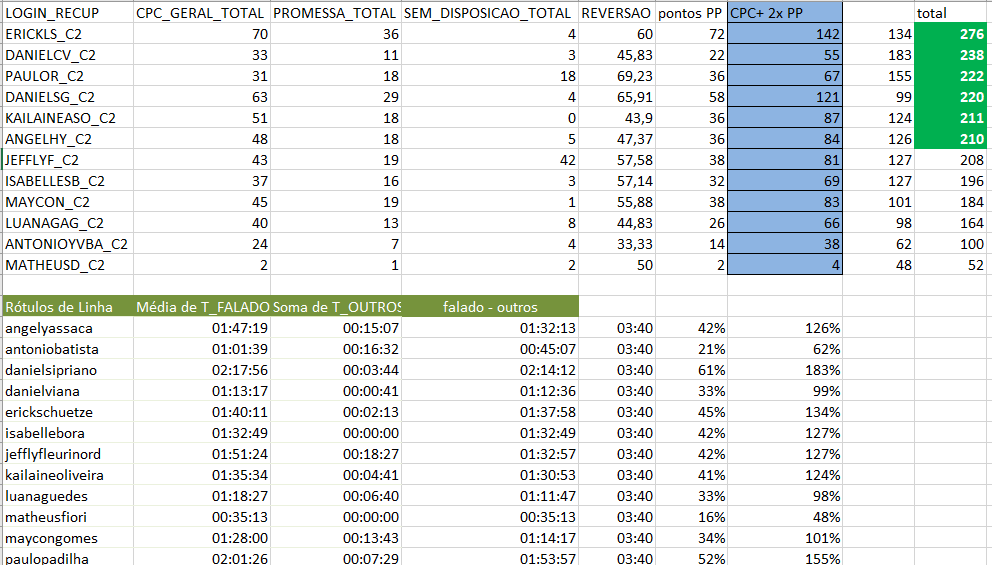 LOGIN_RECUP CPC_GERAL_TOTAL PROMESSA_TOTAL SEM_DISPOSICAO_TOTAL REVERSAO pontos PP CPC+ 2x PP total
ERICKLS_C2 70 36 4 60 72 142 134 276
DANIELCV_C2 33 11 3 45,83 22 55 183 238
PAULOR_C2 31 18 18 69,23 36 67 155 222
DANIELSG_C2 63 29 4 65,91 58 121 99 220
KAILAINEASO_C2 51 18 0 43,9 36 87 124 211
ANGELHY_C2 48 18 5 47,37 36 84 126 210
JEFFLYF_C2 43 19 42 57,58 38 81 127 208
ISABELLESB_C2 37 16 3 57,14 32 69 127 196
MAYCON_C2 45 19 1 55,88 38 83 101 184
LUANAGAG_C2 40 13 8 44,83 26 66 98 164
ANTONIOYVBA_C2 24 7 4 33,33 14 38 62 100
MATHEUSD_C2 2 1 2 50 2 4 48 52
Rótulos de Linha Média de T_FALADO Soma de T_OUTROS falado - outros
angelyassaca 01:47:19 00:15:07 01:32:13 03:40 42% 126%
antoniobatista 01:01:39 00:16:32 00:45:07 03:40 21% 62%
danielsipriano 02:17:56 00:03:44 02:14:12 03:40 61% 183%
danielviana 01:13:17 00:00:41 01:12:36 03:40 33% 99%
erickschuetze 01:40:11 00:02:13 01:37:58 03:40 45% 134%
isabellebora 01:32:49 00:00:00 01:32:49 03:40 42% 127%
jefflyfleurinord 01:51:24 00:18:27 01:32:57 03:40 42% 127%
kailaineoliveira 01:35:34 00:04:41 01:30:53 03:40 41% 124%
luanaguedes 01:18:27 00:06:40 01:11:47 03:40 33% 98%
matheusfiori 00:35:13 00:00:00 00:35:13 03:40 16% 48%
maycongomes 01:28:00 00:13:43 01:14:17 03:40 34% 101%
paulopadilha 02:01:26 00:07:29 01:53:57 03:40 52% 155%